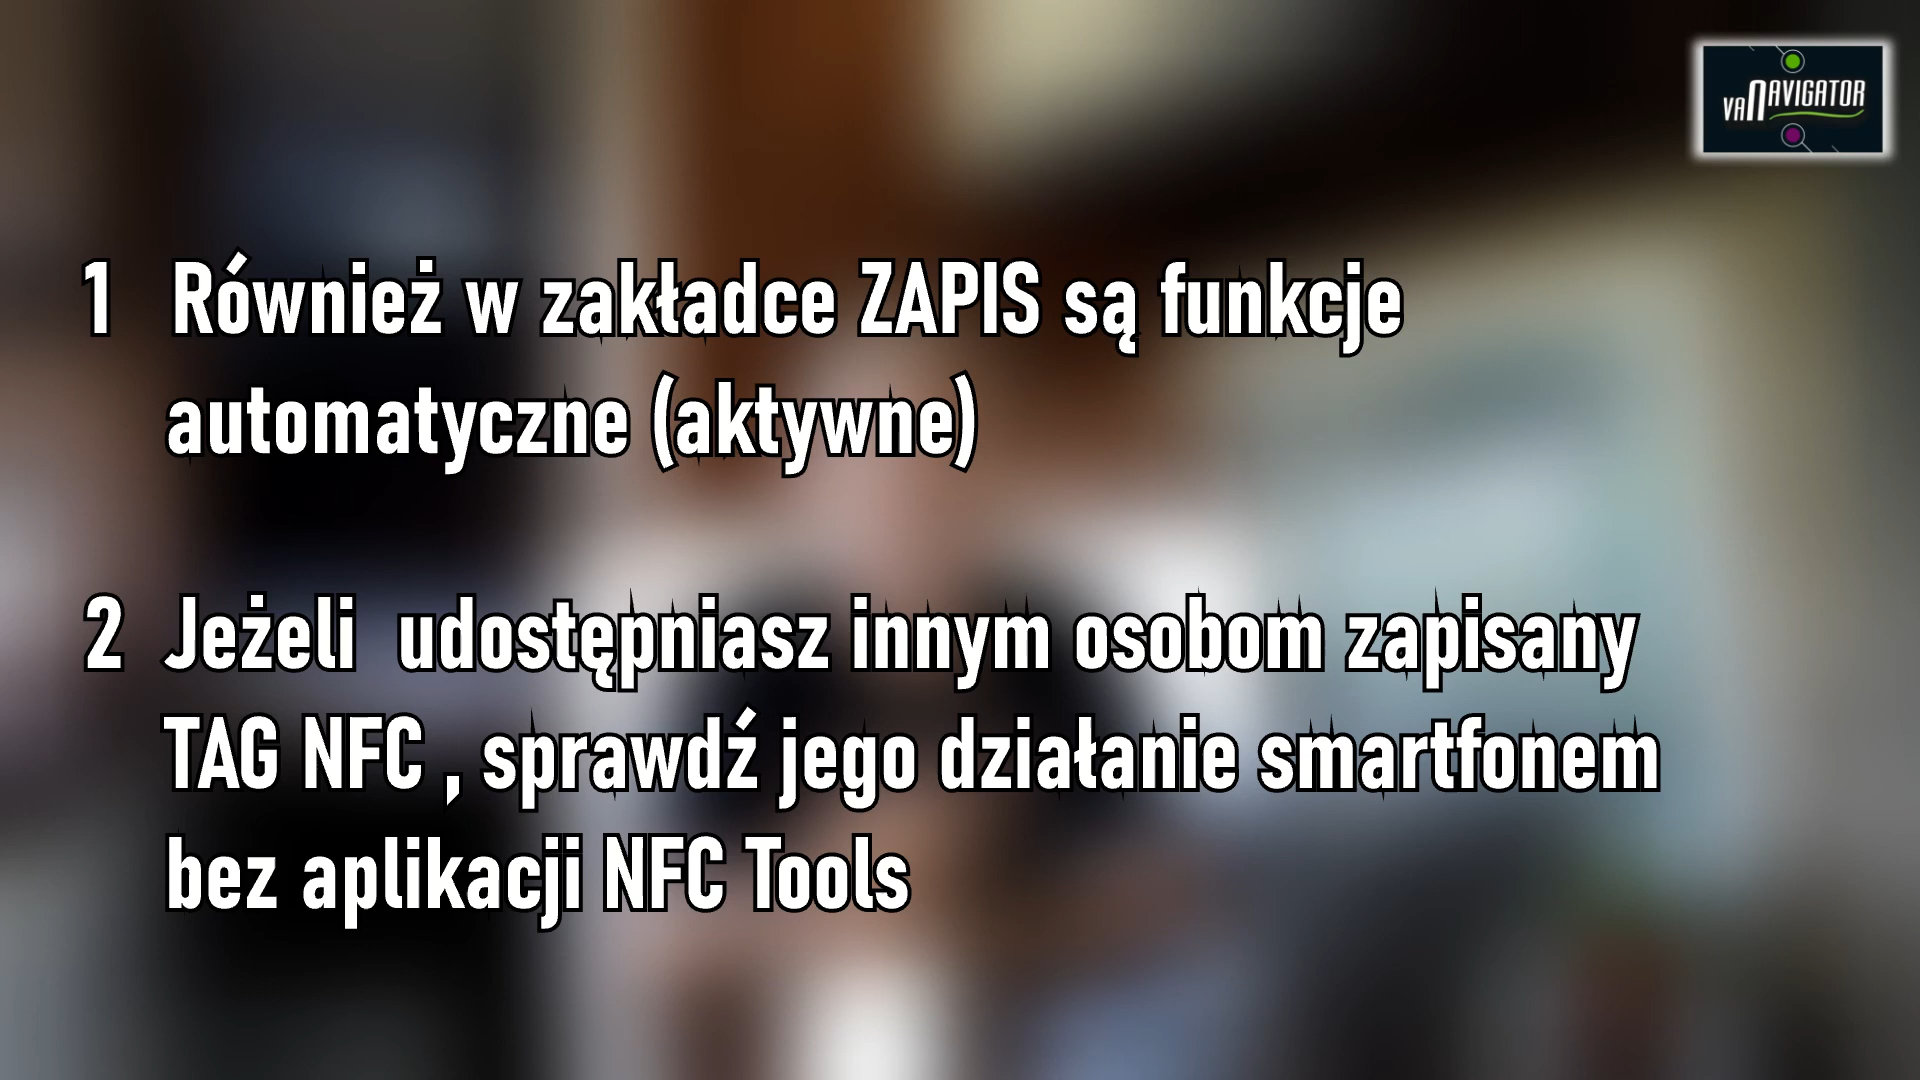 VANAVIGATOR
1 Również w zakładce ZAPIS są funkcje
automatyczne (aktywne)
2 Jeżeli udostępniasz innym osobom zapisany
TAG NFC , sprawdź jego działanie smartfonem
bez aplikacji NFC Tools